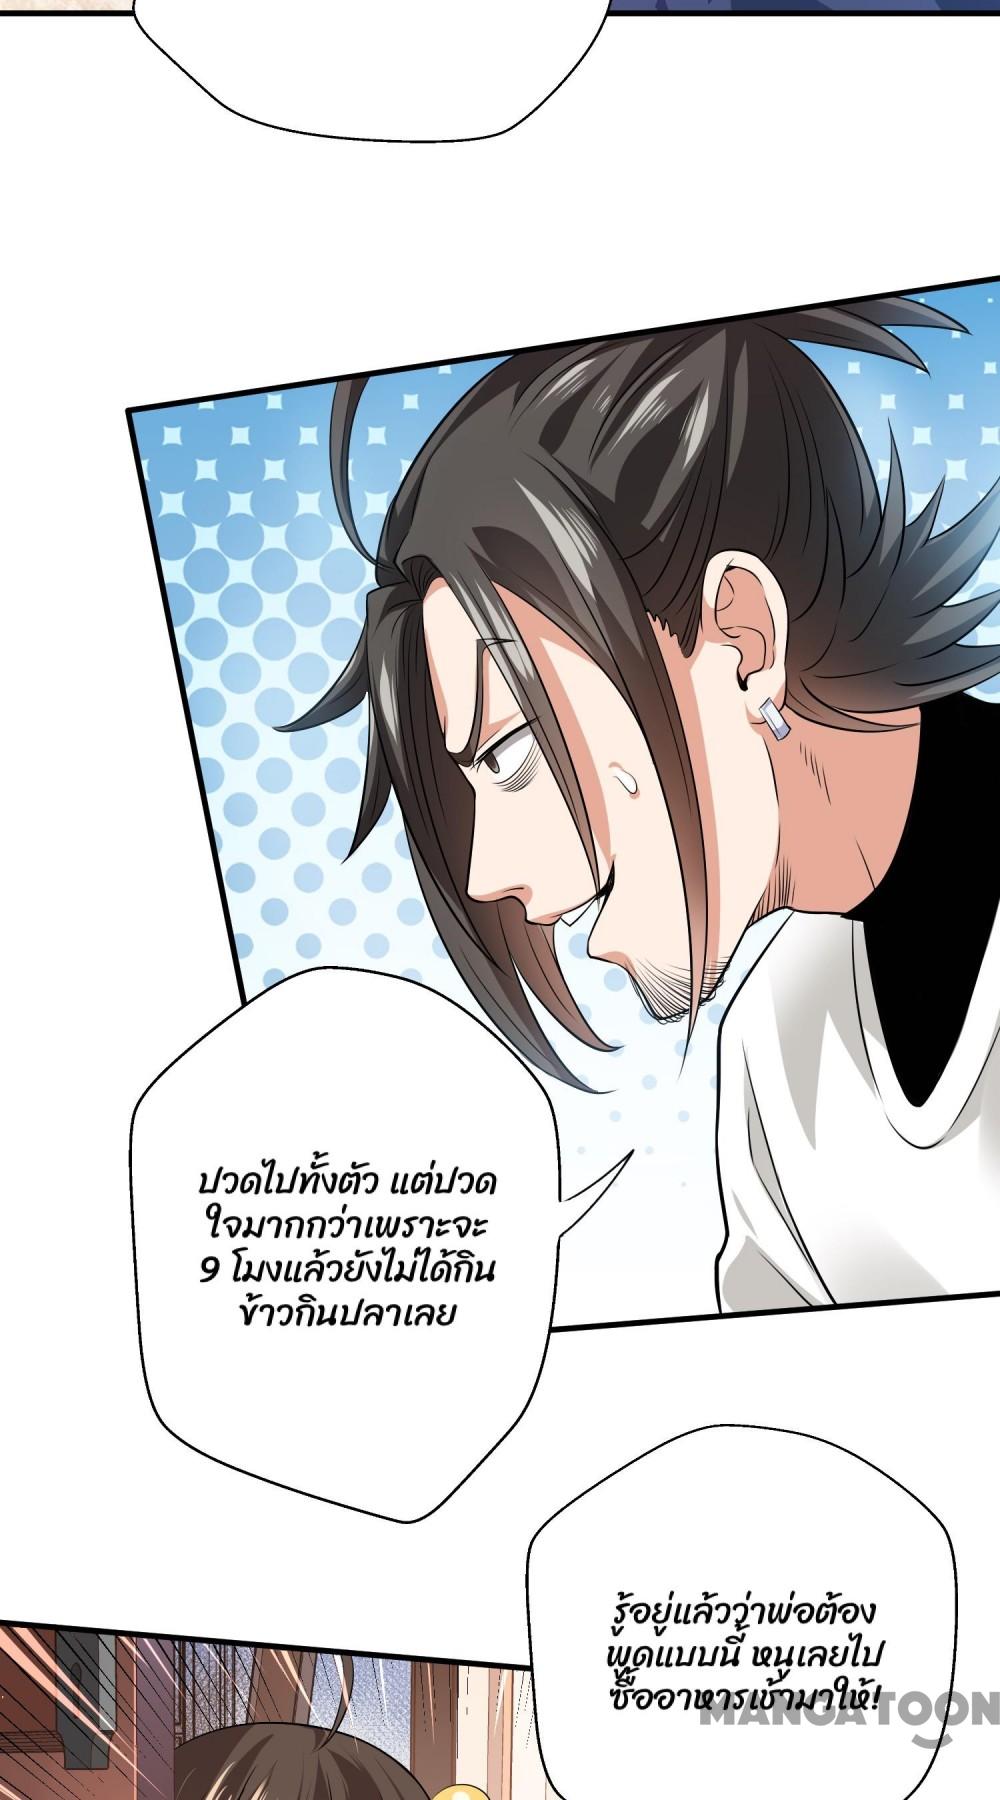 ปวดไปทั้งตัว แต่ปวด
ใจมากกว่าเพราะจะ
9 โมงแล้วยังไม่ได้กิน
ข้าวกินปลาเลย
รู้อยู่แล้วว่าพ่อต้อง
พูดแบบนี้ หนูเลยไป
ซื้ออาหารเช้ามาให้!
MANGATOON